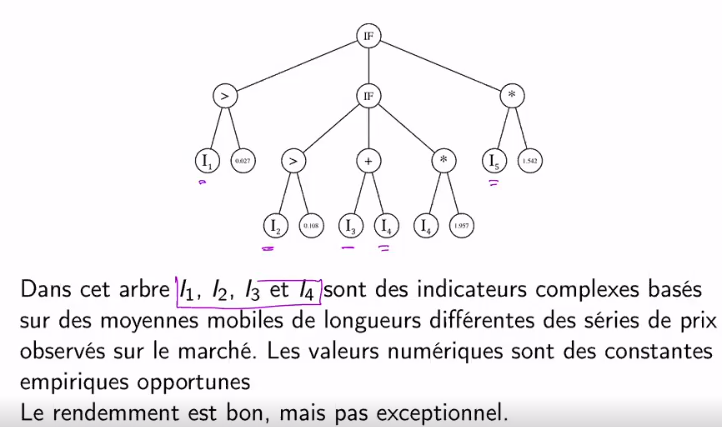 IF
> IF *
I1 0.027 > + * I5 1.542
I2 0.108 I3 I4 I4 1.957
Dans cet arbre I1, I2, I3 et I4 sont des indicateurs complexes basés
sur des moyennes mobiles de longueurs différentes des séries de prix
observés sur le marché. Les valeurs numériques sont des constantes
empiriques opportunes
Le rendemment est bon, mais pas exceptionnel.